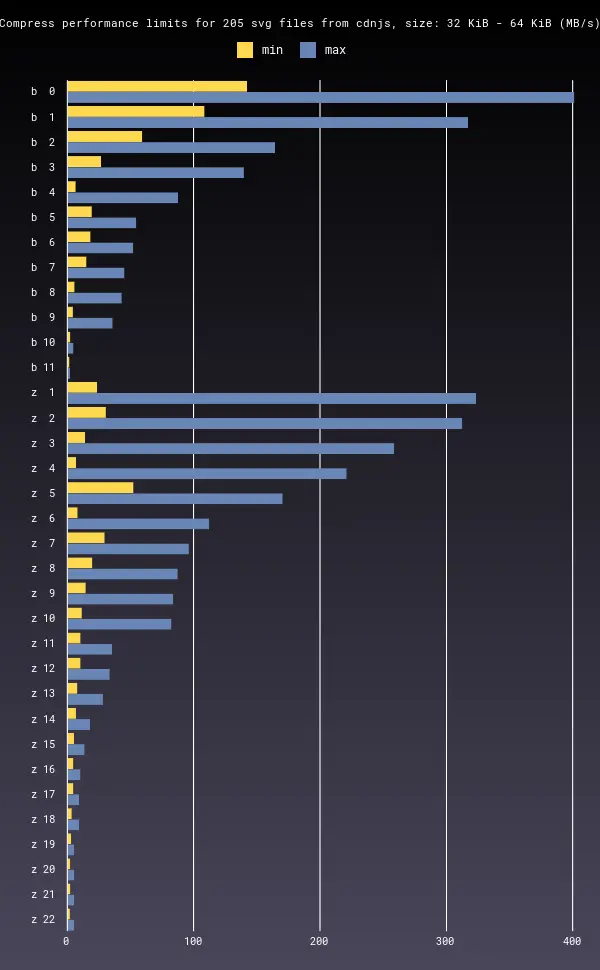 Compress performance limits for 205 svg files from cdnjs, size: 32 KiB - 64 KiB (MB/s)
min max
b 0
b 1
b 2
b 3
b 4
b 5
b 6
b 7
b 8
b 9
b 10
b 11
z 1
z 2
z 3
z 4
z 5
z 6
z 7
z 8
z 9
z 10
z 11
z 12
z 13
z 14
z 15
z 16
z 17
z 18
z 19
z 20
z 21
z 22
0 100 200 300 400